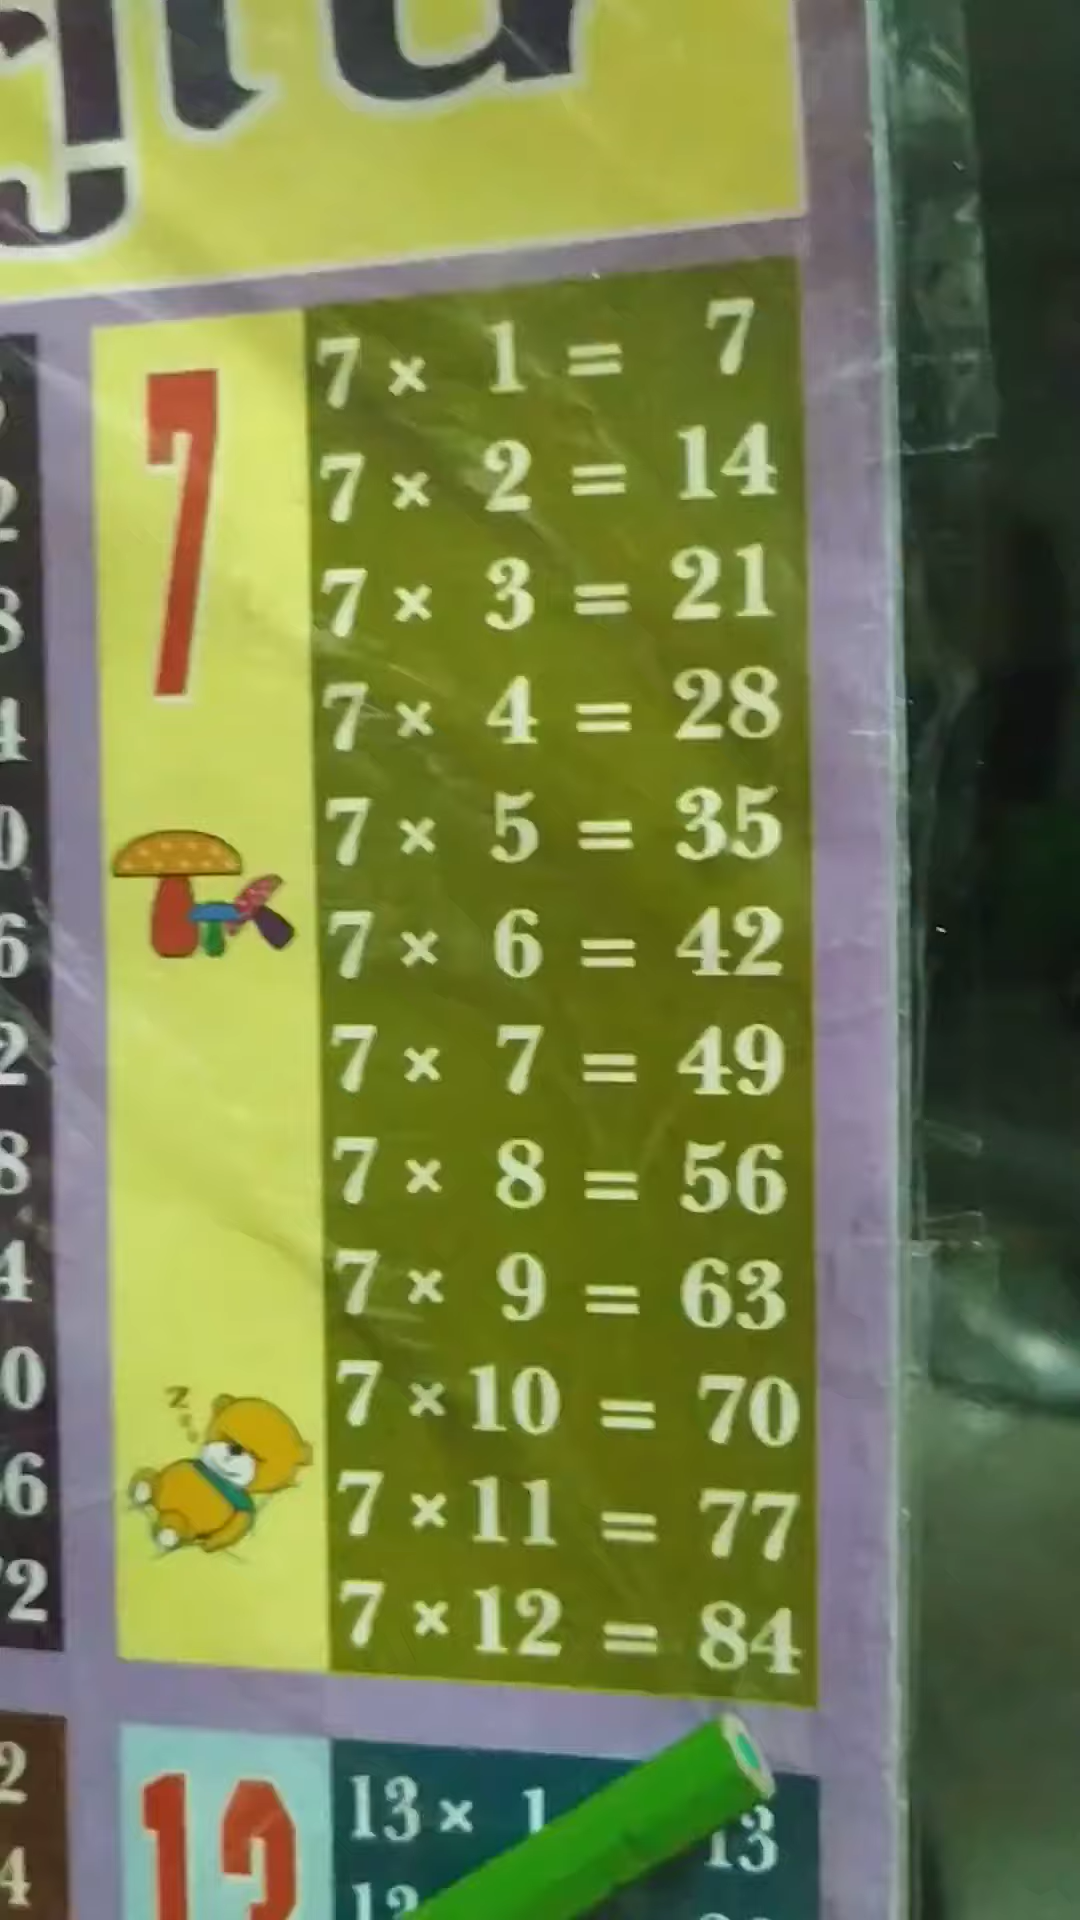 7
7 × 1 = 7
7 × 2 = 14
7 × 3 = 21
7 × 4 = 28
7 × 5 = 35
7 × 6 = 42
7 × 7 = 49
7 × 8 = 56
7 × 9 = 63
7 × 10 = 70
7 × 11 = 77
7 × 12 = 84
13
13 × 1 13